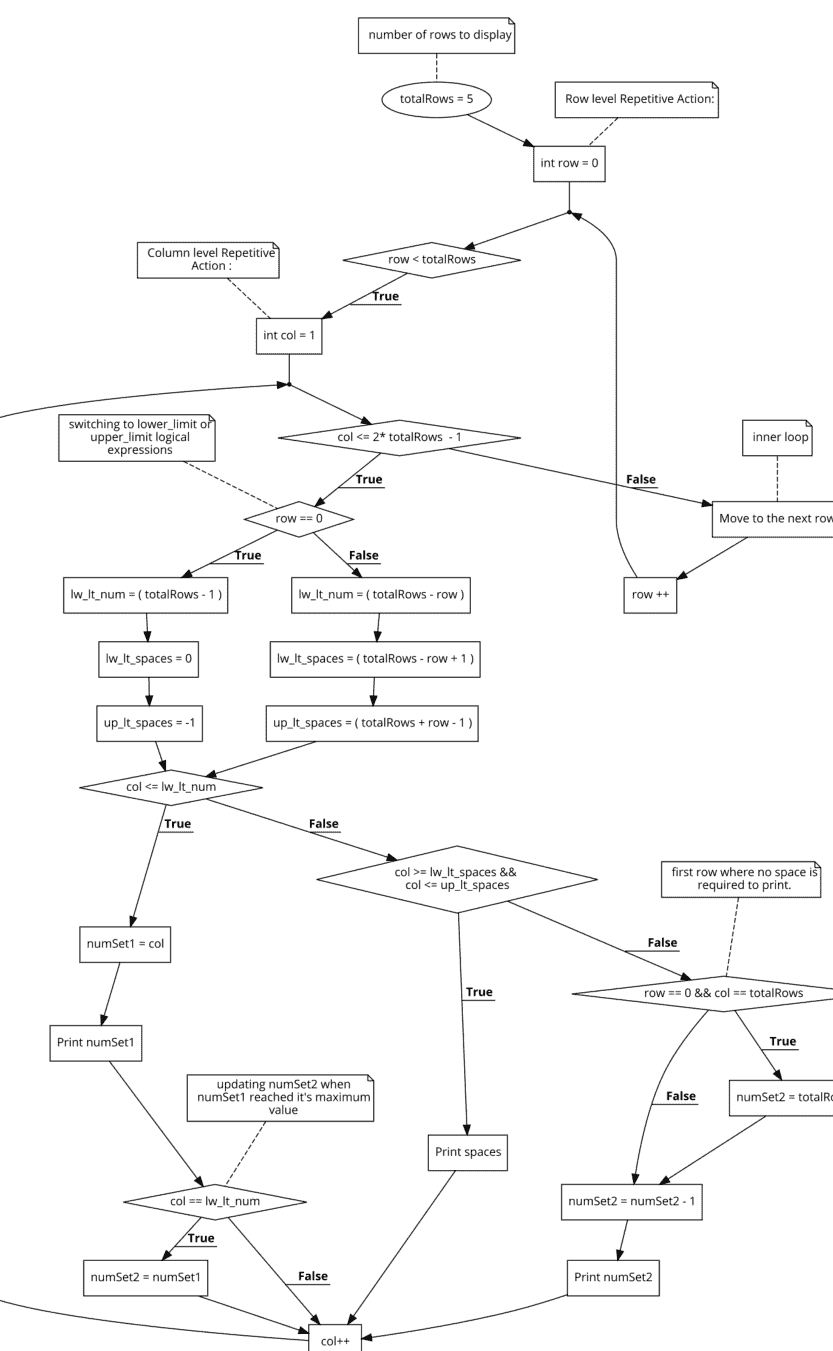 number of rows to display
totalRows = 5
Row level Repetitive Action:
int row = 0
Column level Repetitive
Action :
row < totalRows
True
int col = 1
switching to lower_limit or
upper_limit logical
expressions
col <= 2* totalRows  - 1
inner loop
True
False
row == 0
Move to the next row
True
False
lw_lt_num = ( totalRows - 1 )
lw_lt_num = ( totalRows - row )
row ++
lw_lt_spaces = 0
lw_lt_spaces = ( totalRows - row + 1 )
up_lt_spaces = -1
up_lt_spaces = ( totalRows + row - 1 )
col <= lw_lt_num
True
False
col >= lw_lt_spaces &&
col <= up_lt_spaces
first row where no space is
required to print.
numSet1 = col
False
True
row == 0 && col == totalRows
Print numSet1
True
updating numSet2 when
numSet1 reached it's maximum
value
False
numSet2 = totalRo
Print spaces
col == lw_lt_num
numSet2 = numSet2 - 1
True
False
numSet2 = numSet1
Print numSet2
col++